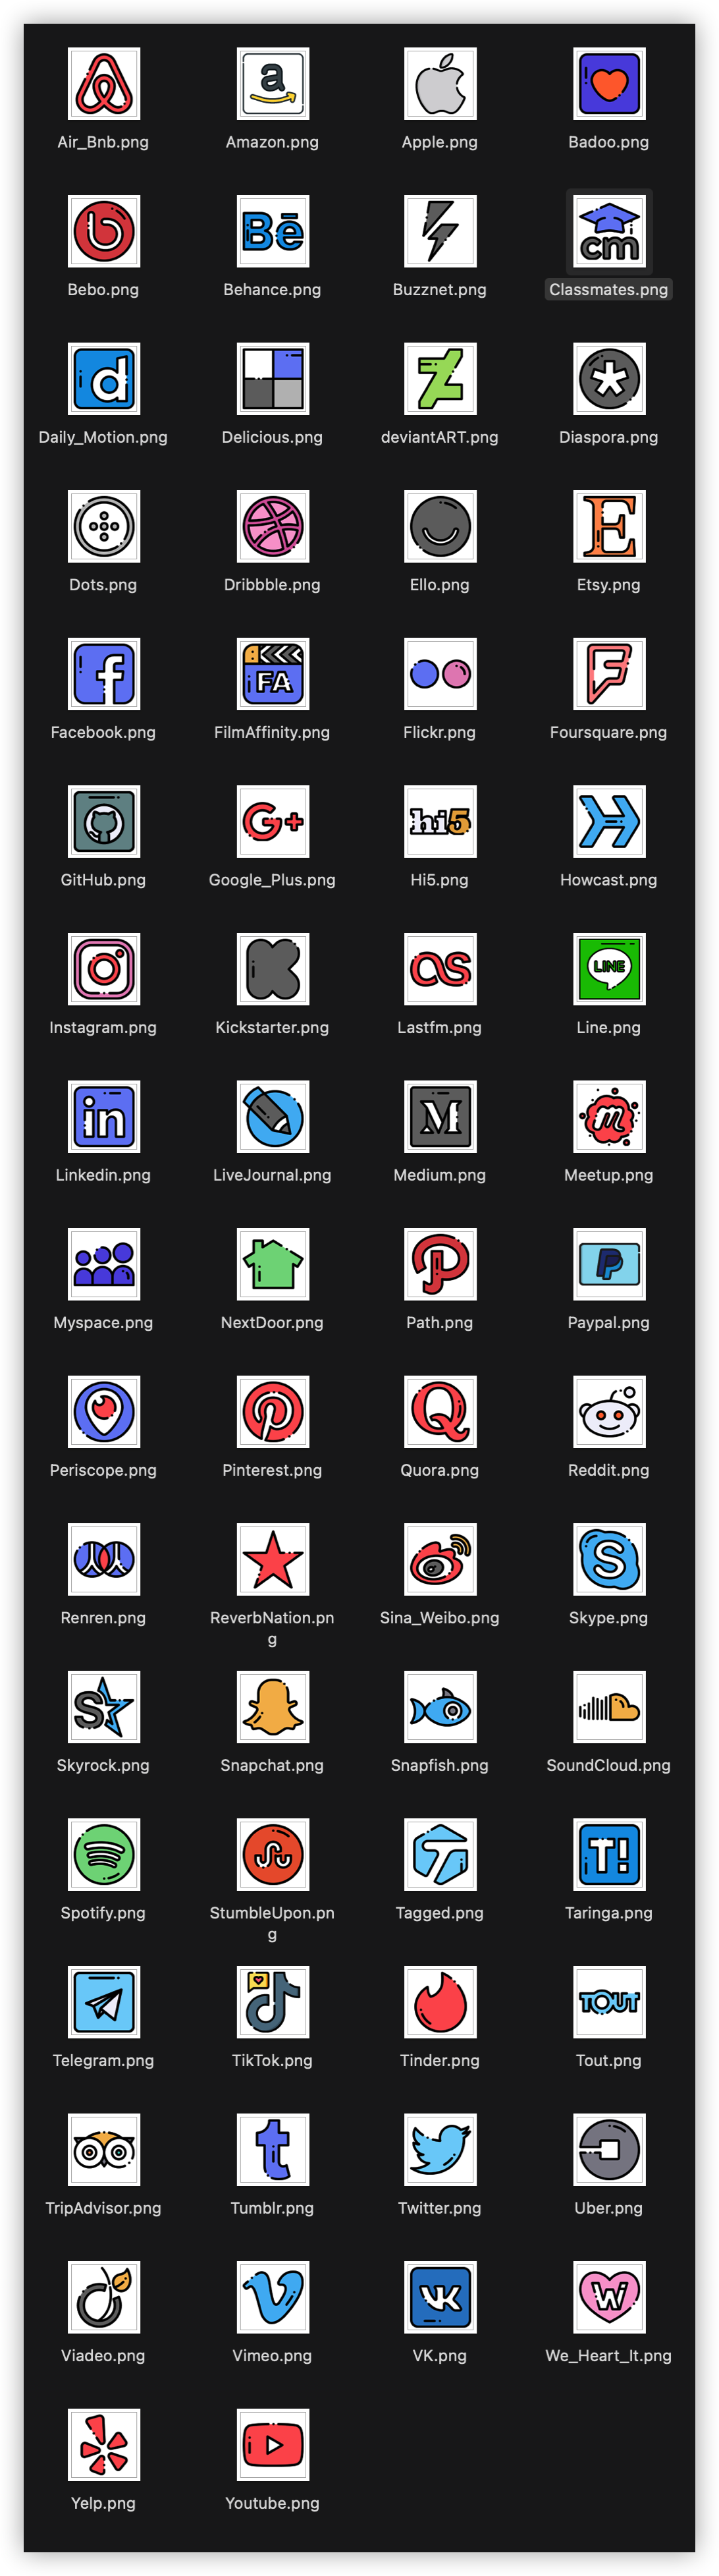 a
Air_Bnb.png Amazon.png Apple.png Badoo.png
b Bē cm
Bebo.png Behance.png Buzznet.png Classmates.png
d
Daily_Motion.png Delicious.png deviantART.png Diaspora.png
E
Dots.png Dribbble.png Ello.png Etsy.png
f FA F
Facebook.png FilmAffinity.png Flickr.png Foursquare.png
G+ hi5
GitHub.png Google_Plus.png Hi5.png Howcast.png
K as LINE
Instagram.png Kickstarter.png Lastfm.png Line.png
in M m
Linkedin.png LiveJournal.png Medium.png Meetup.png
P P
Myspace.png NextDoor.png Path.png Paypal.png
P Q
Periscope.png Pinterest.png Quora.png Reddit.png
S
Renren.png ReverbNation.pn Sina_Weibo.png Skype.png
g
S
Skyrock.png Snapchat.png Snapfish.png SoundCloud.png
T T!
Spotify.png StumbleUpon.pn Tagged.png Taringa.png
g
TOUT
Telegram.png TikTok.png Tinder.png Tout.png
t
TripAdvisor.png Tumblr.png Twitter.png Uber.png
V VK W
Viadeo.png Vimeo.png VK.png We_Heart_It.png
Yelp.png Youtube.png